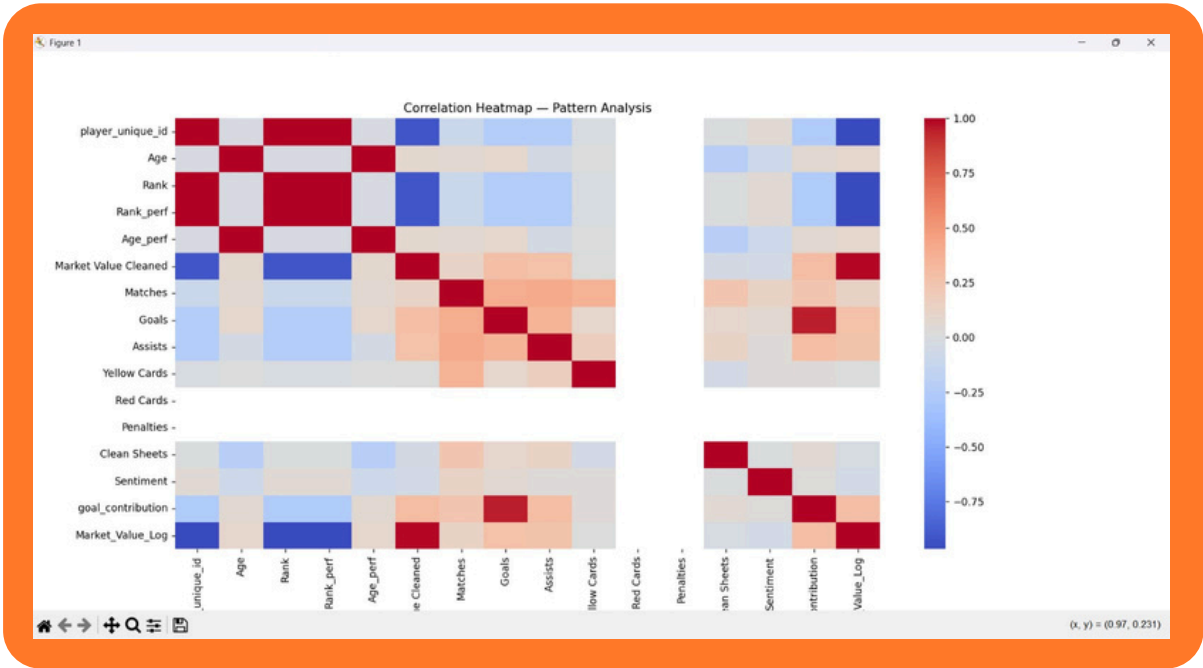 Figure 1
Correlation Heatmap — Pattern Analysis
player_unique_id
Age
Rank
Rank_perf
Age_perf
Market Value Cleaned
Matches
Goals
Assists
Yellow Cards
Red Cards
Penalties
Clean Sheets
Sentiment
goal_contribution
Market_Value_Log
_unique_id
Age
Rank
Rank_perf
Age_perf
e Cleaned
Matches
Goals
Assists
llow Cards
Red Cards
Penalties
an Sheets
Sentiment
ontribution
Value_Log
1.00
0.75
0.50
0.25
0.00
−0.25
−0.50
−0.75
(x, y) = (0.97, 0.231)